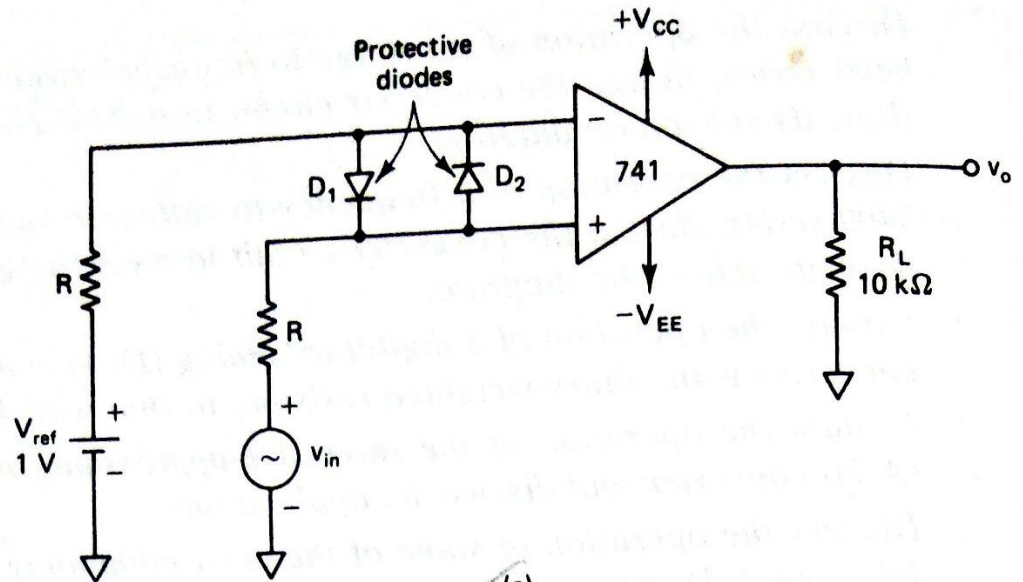 +V_CC
Protective
diodes
−
D₁
D₂
741
v_o
+
R
R
R_L
10 kΩ
−V_EE
+
+
V_ref
1 V
~
v_in
−
−